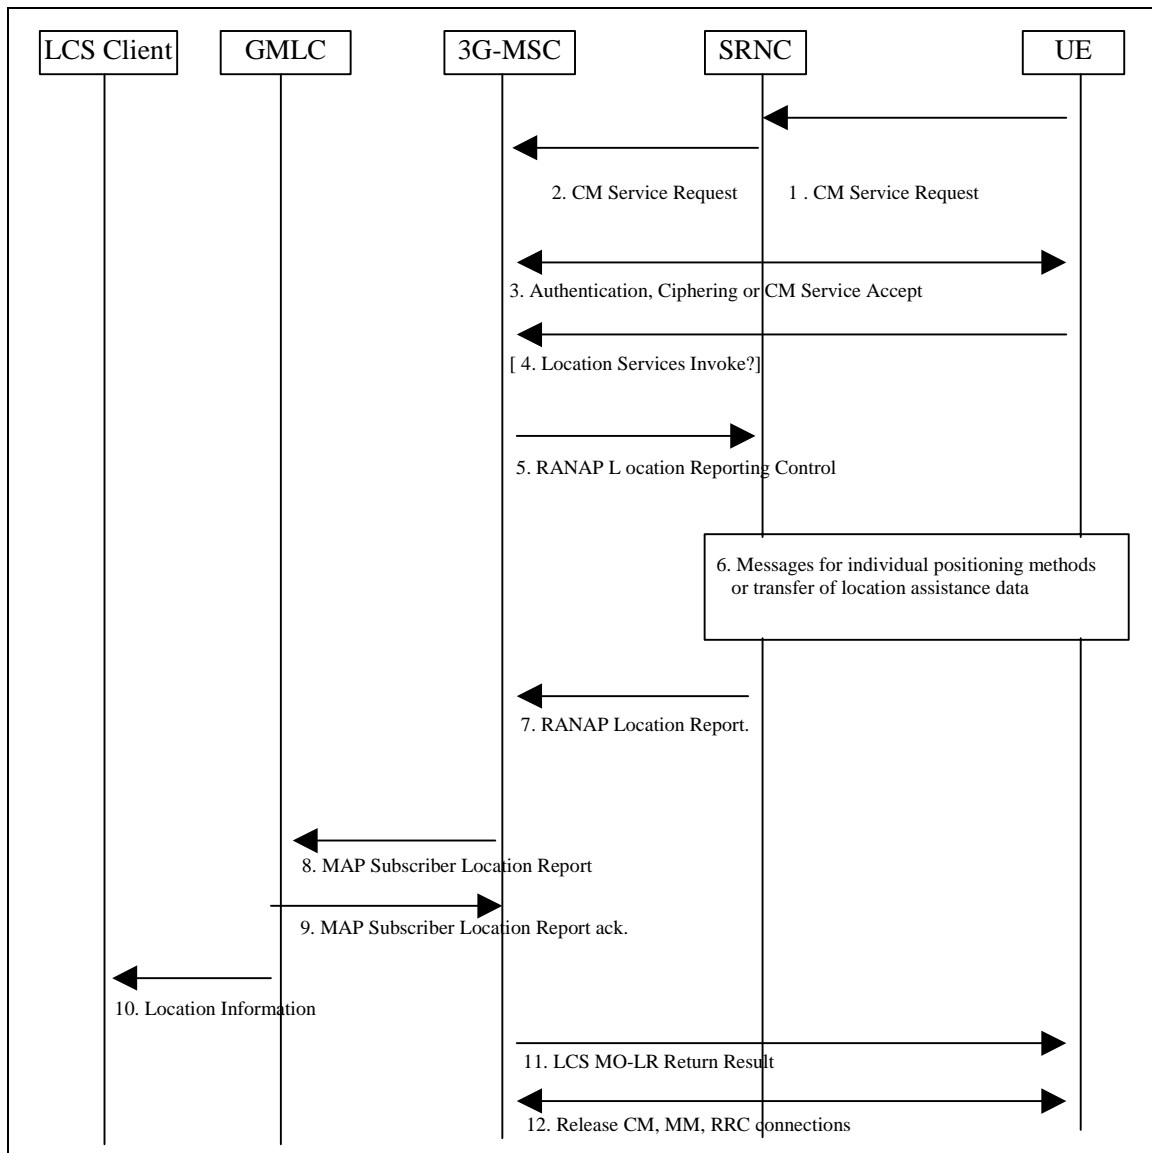 LCS Client GMLC 3G-MSC SRNC UE
2. CM Service Request 1 . CM Service Request
3. Authentication, Ciphering or CM Service Accept
[ 4. Location Services Invoke?]
5. RANAP L ocation Reporting Control
6. Messages for individual positioning methods
or transfer of location assistance data
7. RANAP Location Report.
8. MAP Subscriber Location Report
9. MAP Subscriber Location Report ack.
10. Location Information
11. LCS MO-LR Return Result
12. Release CM, MM, RRC connections